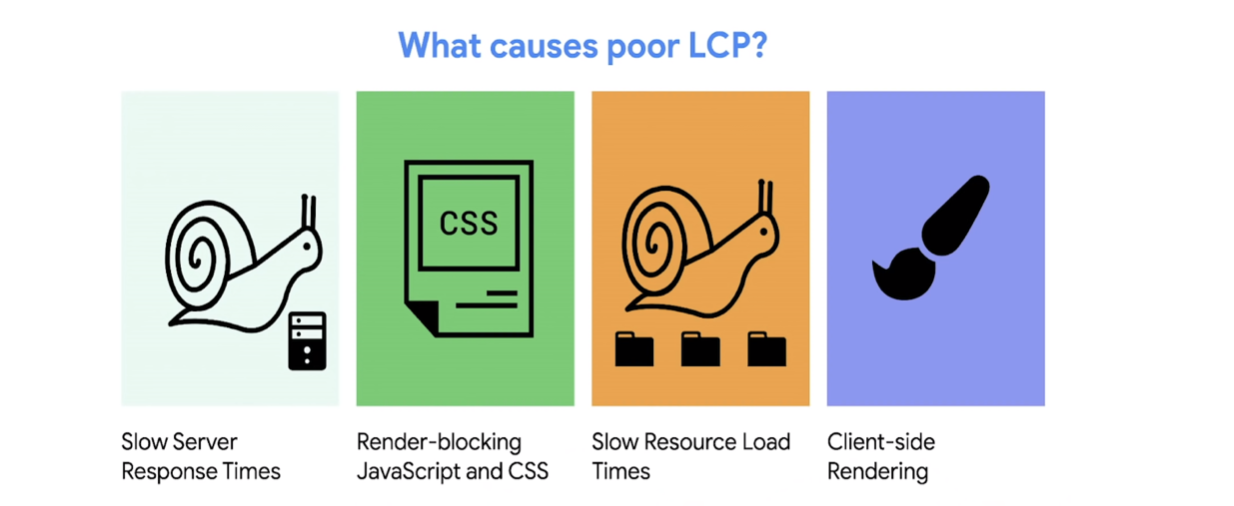 What causes poor LCP?
CSS
Slow Server
Response Times
Render-blocking
JavaScript and CSS
Slow Resource Load
Times
Client-side
Rendering